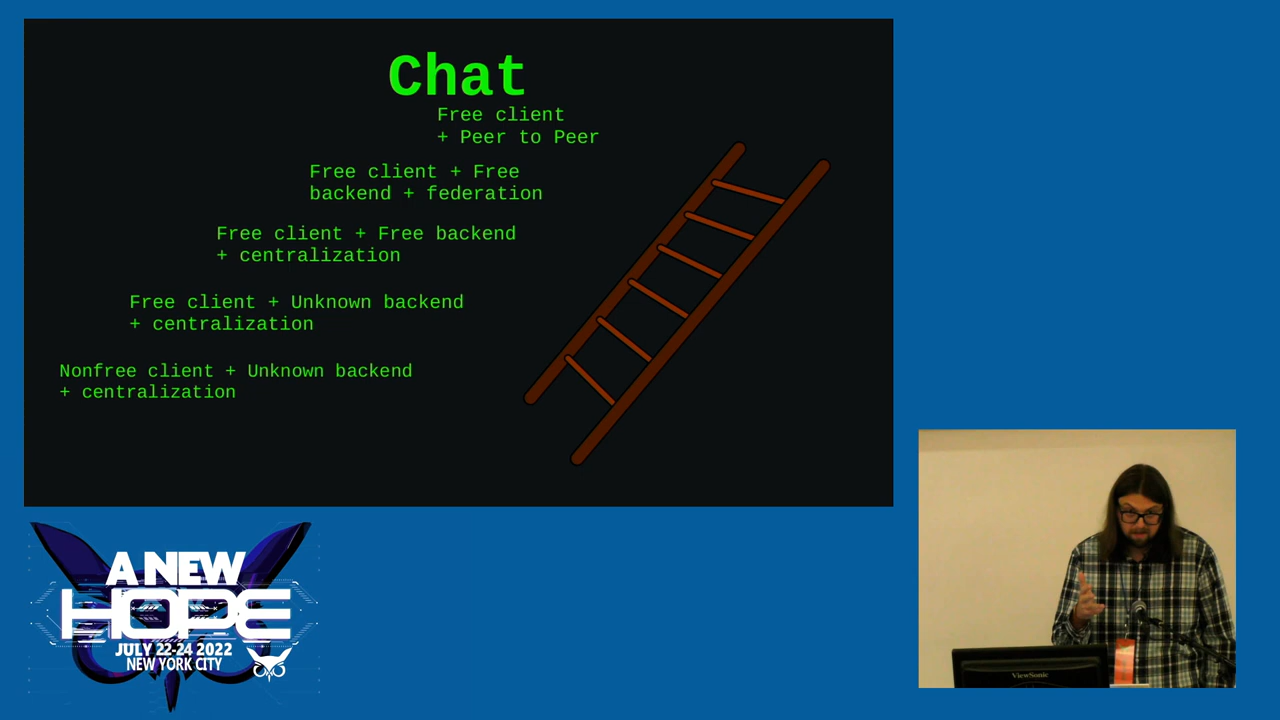 Chat
Free client
+ Peer to Peer
Free client + Free
backend + federation
Free client + Free backend
+ centralization
Free client + Unknown backend
+ centralization
Nonfree client + Unknown backend
+ centralization
A NEW
HOPE
JULY 22-24 2022
NEW YORK CITY
ViewSonic